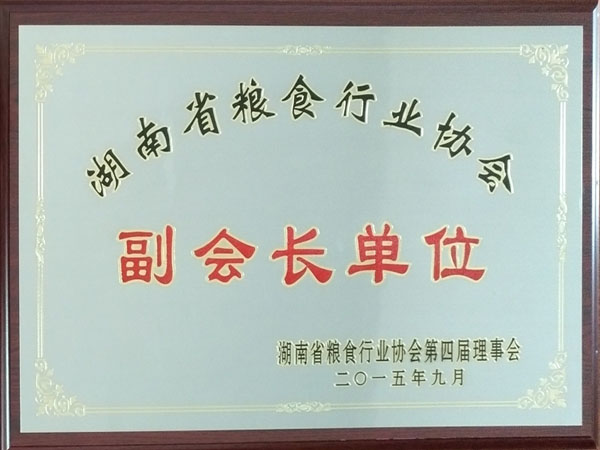 湖南省粮食行业协会
副会长单位
湖南省粮食行业协会第四届理事会
二〇一五年九月